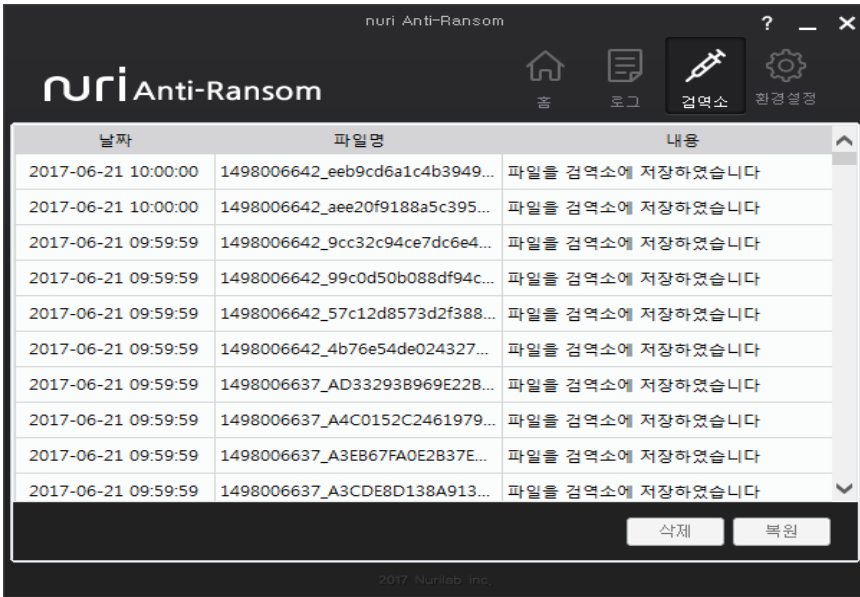 nuri Anti-Ransom
? _ ×
nuri Anti-Ransom
홈 로그 검역소 환경설정
날짜 파일명 내용
2017-06-21 10:00:00 1498006642_eeb9cd6a1c4b3949... 파일을 검역소에 저장하였습니다
2017-06-21 10:00:00 1498006642_aee20f9188a5c395... 파일을 검역소에 저장하였습니다
2017-06-21 09:59:59 1498006642_9cc32c94ce7dc6e4... 파일을 검역소에 저장하였습니다
2017-06-21 09:59:59 1498006642_99c0d50b088df94c... 파일을 검역소에 저장하였습니다
2017-06-21 09:59:59 1498006642_57c12d8573d2f388... 파일을 검역소에 저장하였습니다
2017-06-21 09:59:59 1498006642_4b76e54de024327... 파일을 검역소에 저장하였습니다
2017-06-21 09:59:59 1498006637_AD33293B969E22B... 파일을 검역소에 저장하였습니다
2017-06-21 09:59:59 1498006637_A4C0152C2461979... 파일을 검역소에 저장하였습니다
2017-06-21 09:59:59 1498006637_A3EB67FA0E2B37E... 파일을 검역소에 저장하였습니다
2017-06-21 09:59:59 1498006637_A3CDE8D138A913... 파일을 검역소에 저장하였습니다
삭제 복원
2017 Nurilab Inc.